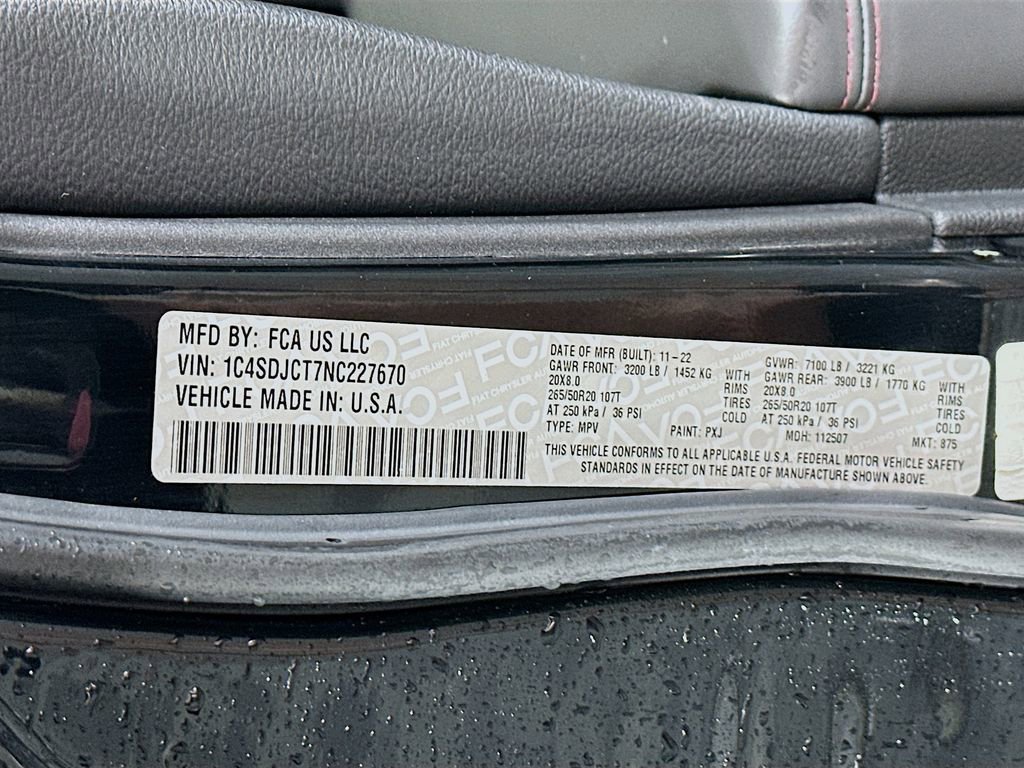 MFD BY: FCA US LLC
VIN: 1C4SDJCT7NC227670
VEHICLE MADE IN: U.S.A.
DATE OF MFR (BUILT): 11-22
GAWR FRONT: 3200 LB / 1452 KG
20X8.0
265/50R20 107T
AT 250 kPa / 36 PSI
TYPE: MPV
PAINT: PXJ
WITH
RIMS
TIRES
COLD
GVWR: 7100 LB / 3221 KG
GAWR REAR: 3900 LB / 1770 KG
20X8.0
265/50R20 107T
AT 250 kPa / 36 PSI
MDH: 112507
WITH
RIMS
TIRES
COLD
MKT: 875
THIS VEHICLE CONFORMS TO ALL APPLICABLE U.S.A. FEDERAL MOTOR VEHICLE SAFETY
STANDARDS IN EFFECT ON THE DATE OF MANUFACTURE SHOWN ABOVE.